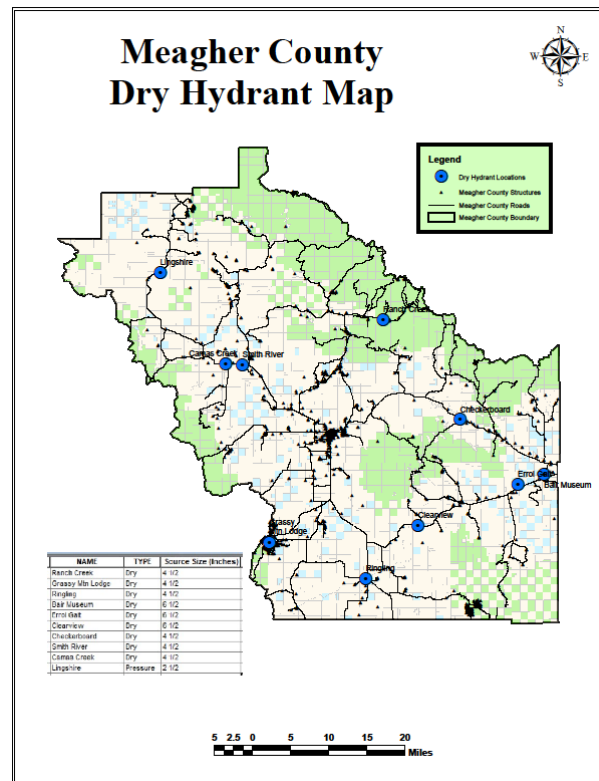 Meagher County
Dry Hydrant Map
N
W E
S
Legend
Dry Hydrant Locations
Meagher County Structures
Meagher County Roads
Meagher County Boundary
Lingshire
Ranch Creek
Camas Creek
Smith River
Checkerboard
Errol Galt
Bair Museum
Clearview
Grassy
Mtn Lodge
Ringling
NAME TYPE Source Size (Inches)
Ranch Creek Dry 4 1/2
Grassy Mtn Lodge Dry 4 1/2
Ringling Dry 4 1/2
Bair Museum Dry 6 1/2
Errol Galt Dry 6 1/2
Clearview Dry 6 1/2
Checkerboard Dry 4 1/2
Smith River Dry 4 1/2
Camas Creek Dry 4 1/2
Lingshire Pressure 2 1/2
5 2.5 0 5 10 15 20
Miles